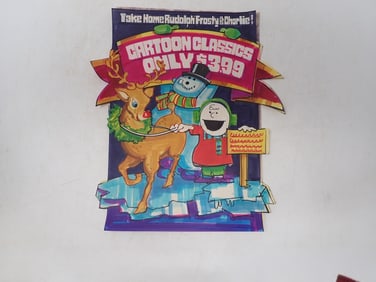 Take Home Rudolph Frosty & Charlie!
CARTOON CLASSICS
ONLY $3.99